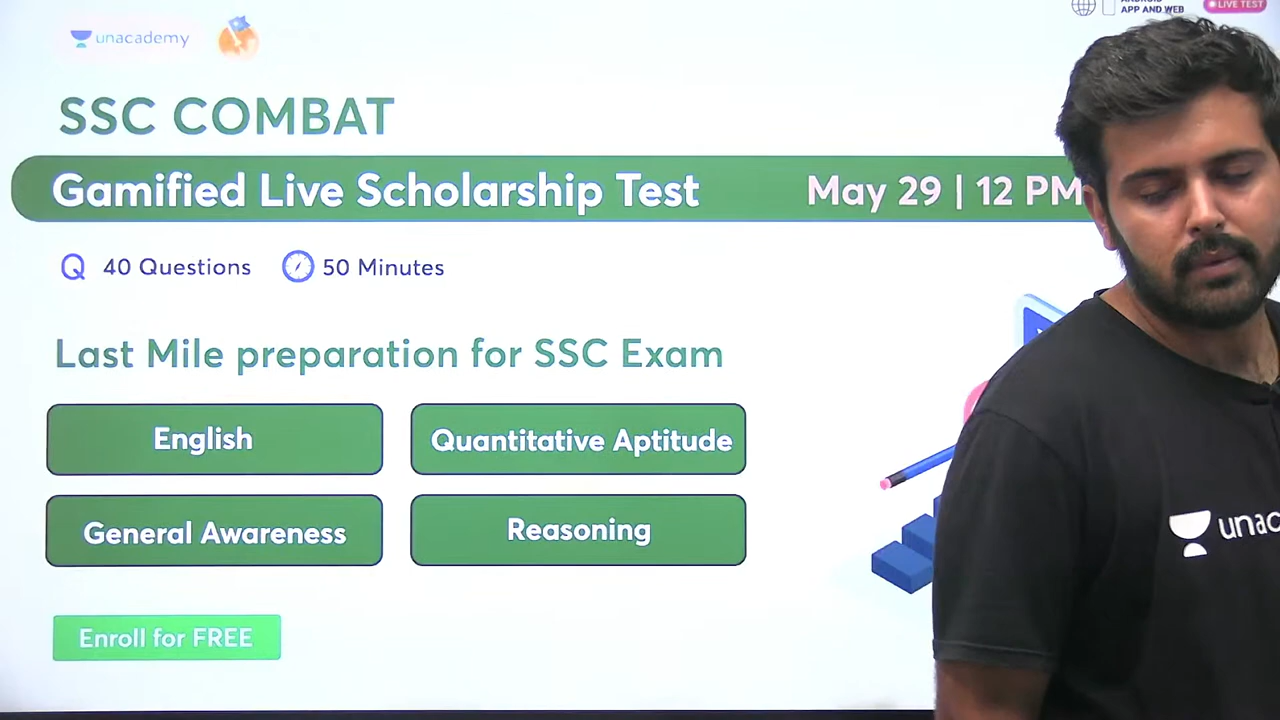 unacademy
APP AND WEB
LIVE TEST
SSC COMBAT
Gamified Live Scholarship Test
May 29 | 12 PM
40 Questions
50 Minutes
Last Mile preparation for SSC Exam
English
Quantitative Aptitude
General Awareness
Reasoning
Enroll for FREE
unac